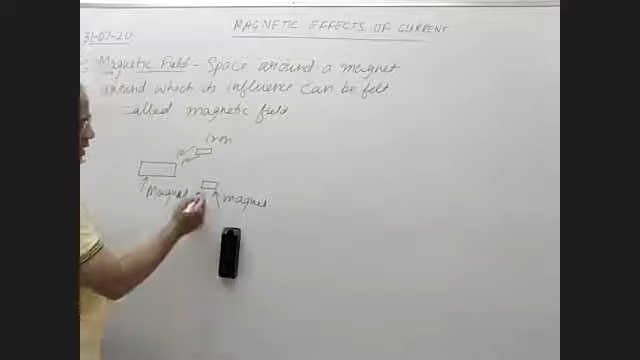 MAGNETIC EFFECTS OF CURRENT
31-07-20
Magnetic Field - Space around a magnet
around which its influence can be felt
called magnetic field
iron
Magnet
magnet